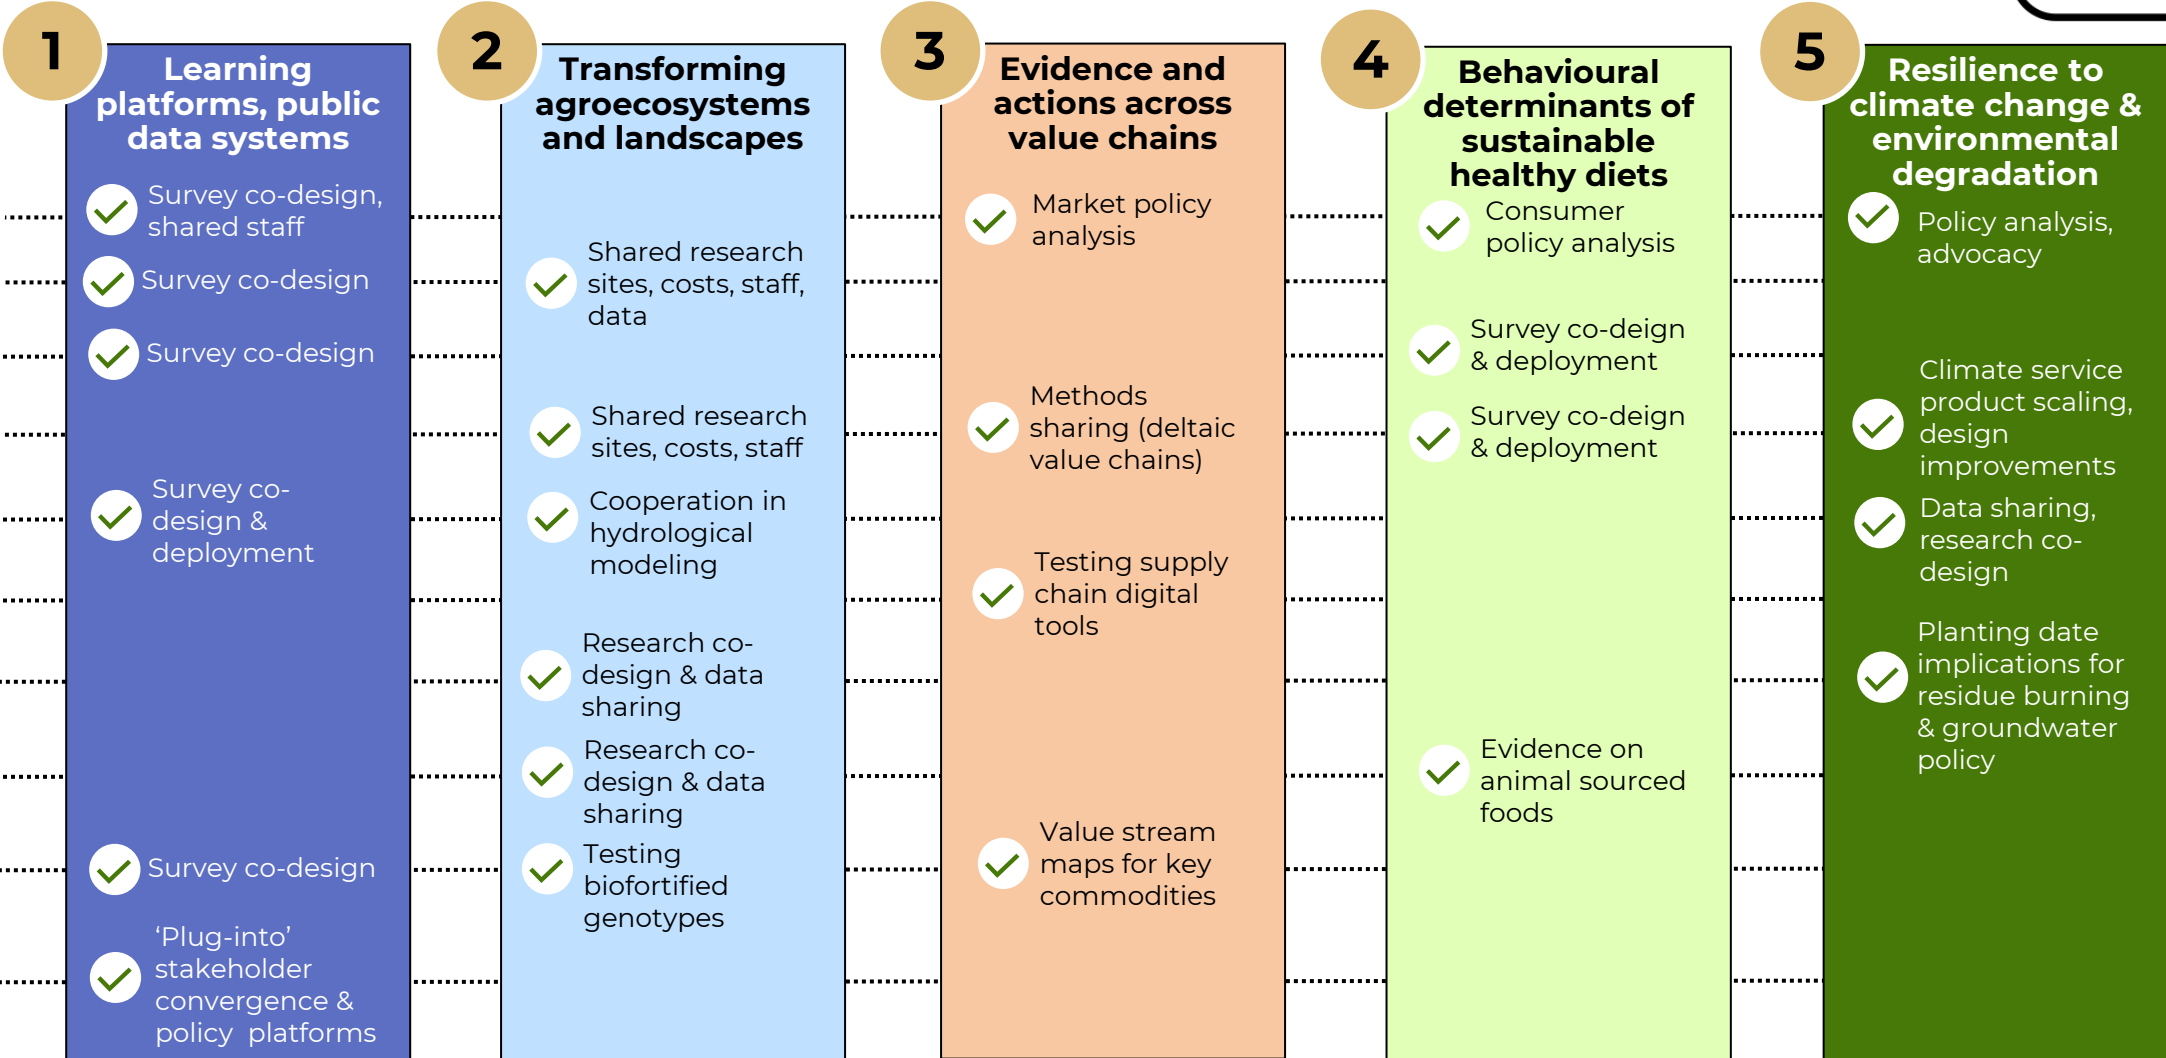 1
Learning
platforms, public
data systems
Survey co-design,
shared staff
Survey co-design
Survey co-design
Survey co-
design &
deployment
Survey co-design
‘Plug-into’
stakeholder
convergence &
policy platforms
2
Transforming
agroecosystems
and landscapes
Shared research
sites, costs, staff,
data
Shared research
sites, costs, staff
Cooperation in
hydrological
modeling
Research co-
design & data
sharing
Research co-
design & data
sharing
Testing
biofortified
genotypes
3
Evidence and
actions across
value chains
Market policy
analysis
Methods
sharing (deltaic
value chains)
Testing supply
chain digital
tools
Value stream
maps for key
commodities
4
Behavioural
determinants of
sustainable
healthy diets
Consumer
policy analysis
Survey co-deign
& deployment
Survey co-deign
& deployment
Evidence on
animal sourced
foods
5
Resilience to
climate change &
environmental
degradation
Policy analysis,
advocacy
Climate service
product scaling,
design
improvements
Data sharing,
research co-
design
Planting date
implications for
residue burning
& groundwater
policy